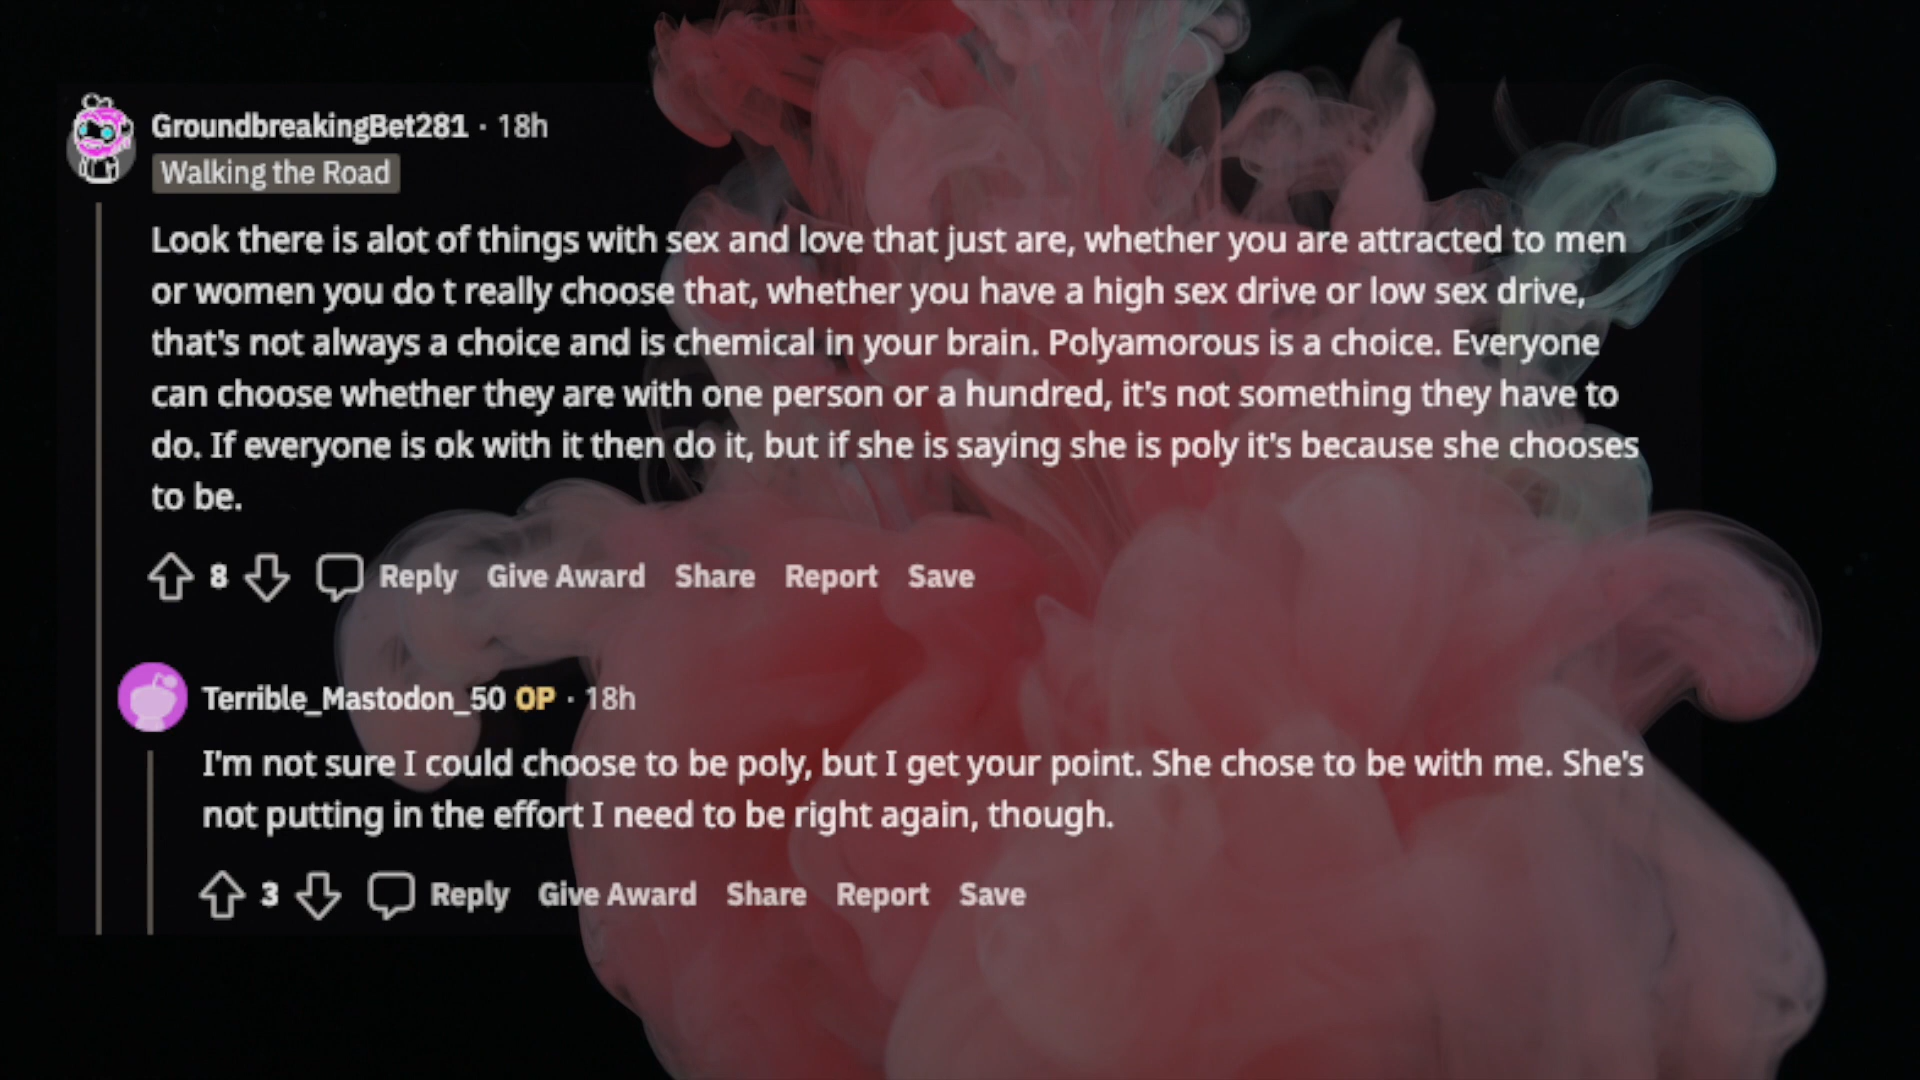 GroundbreakingBet281 · 18h
Walking the Road
Look there is alot of things with sex and love that just are, whether you are attracted to men
or women you do t really choose that, whether you have a high sex drive or low sex drive,
that's not always a choice and is chemical in your brain. Polyamorous is a choice. Everyone
can choose whether they are with one person or a hundred, it's not something they have to
do. If everyone is ok with it then do it, but if she is saying she is poly it's because she chooses
to be.
8 Reply Give Award Share Report Save
Terrible_Mastodon_50 OP · 18h
I'm not sure I could choose to be poly, but I get your point. She chose to be with me. She's
not putting in the effort I need to be right again, though.
3 Reply Give Award Share Report Save